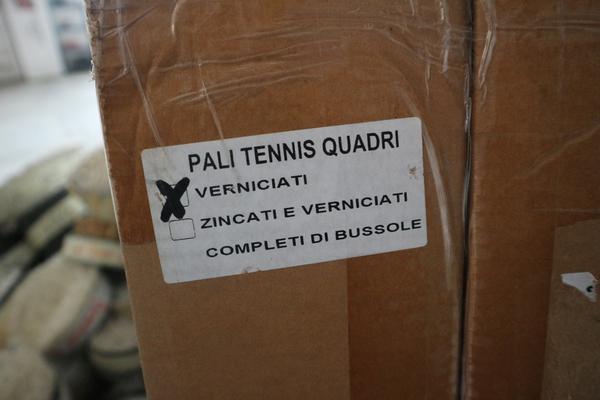 PALI TENNIS QUADRI
VERNICIATI
ZINCATI E VERNICIATI
COMPLETI DI BUSSOLE